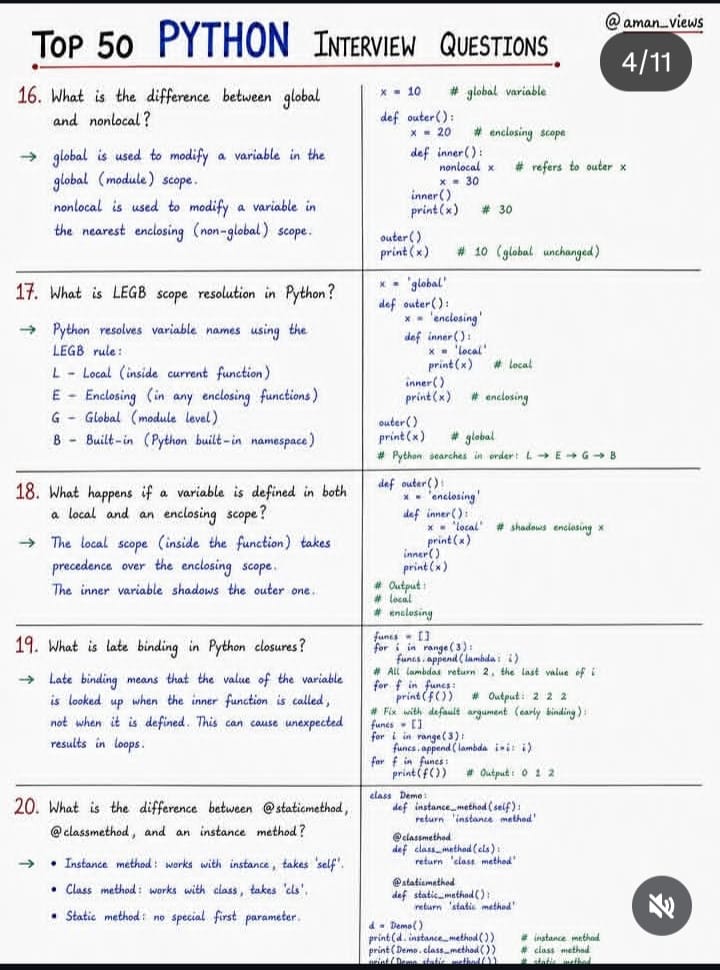 @aman_views
TOP 50 PYTHON INTERVIEW QUESTIONS
4/11
16. What is the difference between global
and nonlocal?
→ global is used to modify a variable in the
global (module) scope.
nonlocal is used to modify a variable in
the nearest enclosing (non-global) scope.
x = 10 # global variable
def outer():
x = 20 # enclosing scope
def inner():
nonlocal x # refers to outer x
x = 30
inner()
print(x) # 30
outer()
print(x) # 10 (global unchanged)
17. What is LEGB scope resolution in Python?
→ Python resolves variable names using the
LEGB rule:
L - Local (inside current function)
E - Enclosing (in any enclosing functions)
G - Global (module level)
B - Built-in (Python built-in namespace)
x = 'global'
def outer():
x = 'enclosing'
def inner():
x = 'local'
print(x) # local
inner()
print(x) # enclosing
outer()
print(x) # global
# Python searches in order: L → E → G → B
18. What happens if a variable is defined in both
a local and an enclosing scope?
→ The local scope (inside the function) takes
precedence over the enclosing scope.
The inner variable shadows the outer one.
def outer():
x = 'enclosing'
def inner():
x = 'local' # shadows enclosing x
print(x)
inner()
print(x)
# Output:
# local
# enclosing
19. What is late binding in Python closures?
→ Late binding means that the value of the variable
is looked up when the inner function is called,
not when it is defined. This can cause unexpected
results in loops.
funcs = []
for i in range(3):
funcs.append(lambda: i)
# All lambdas return 2, the last value of i
for f in funcs:
print(f()) # Output: 2 2 2
# Fix with default argument (early binding):
funcs = []
for i in range(3):
funcs.append(lambda i=i: i)
for f in funcs:
print(f()) # Output: 0 1 2
20. What is the difference between @staticmethod,
@classmethod, and an instance method?
→ • Instance method: works with instance, takes 'self'.
• Class method: works with class, takes 'cls'.
• Static method: no special first parameter.
class Demo:
def instance_method(self):
return 'instance method'
@classmethod
def class_method(cls):
return 'class method'
@staticmethod
def static_method():
return 'static method'
d = Demo()
print(d.instance_method()) # instance method
print(Demo.class_method()) # class method
print(Demo.static_method()) # static method